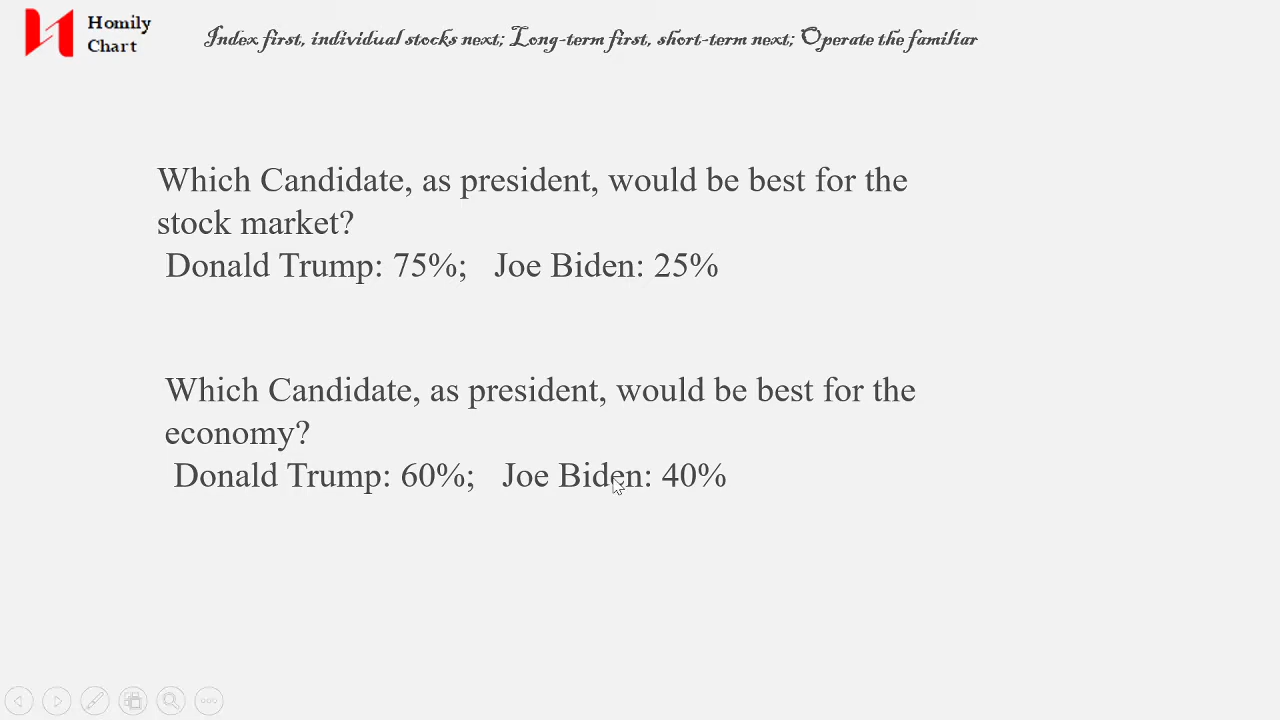 Homily
Chart
Index first, individual stocks next; Long-term first, short-term next; Operate the familiar
Which Candidate, as president, would be best for the
stock market?
Donald Trump: 75%; Joe Biden: 25%
Which Candidate, as president, would be best for the
economy?
Donald Trump: 60%; Joe Biden: 40%